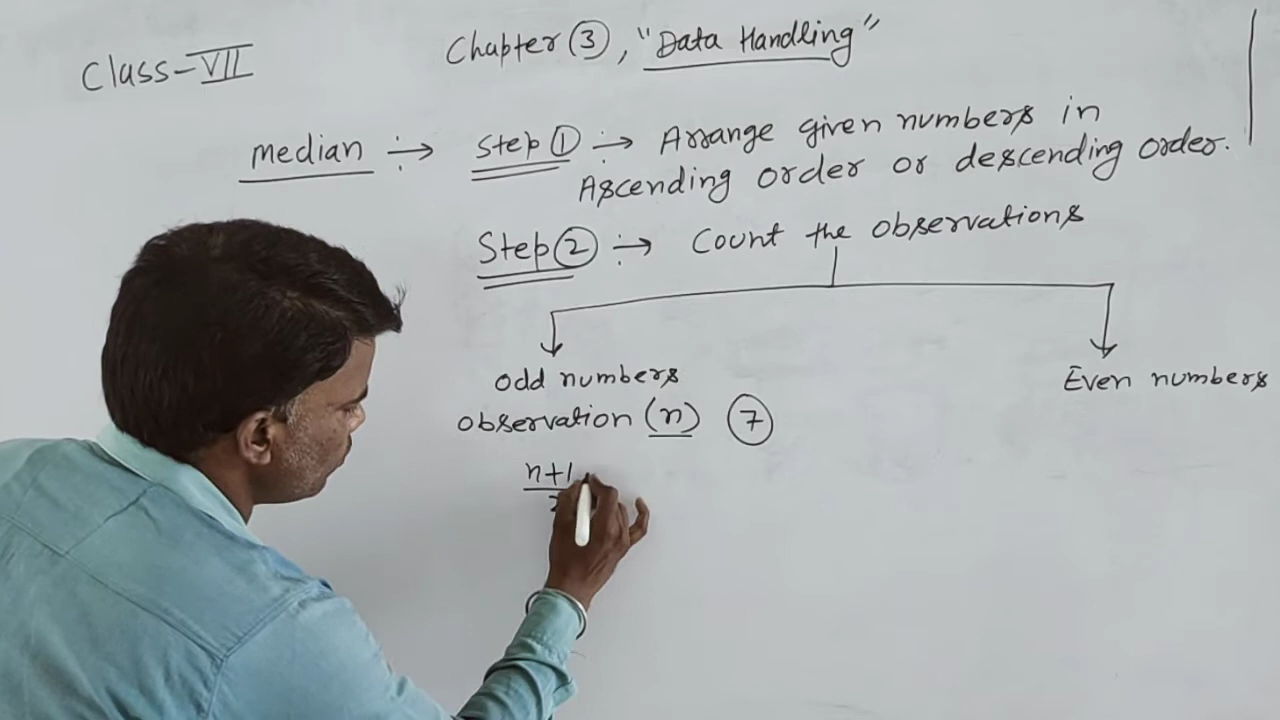 Class-VII
Chapter 3, "Data Handling"
median ∻→ Step 1 ∻→ Arrange given numbers in
Ascending order or descending order.
Step 2 ∻→ Count the observations
odd numbers
observation (n) 7
Even numbers
n+1